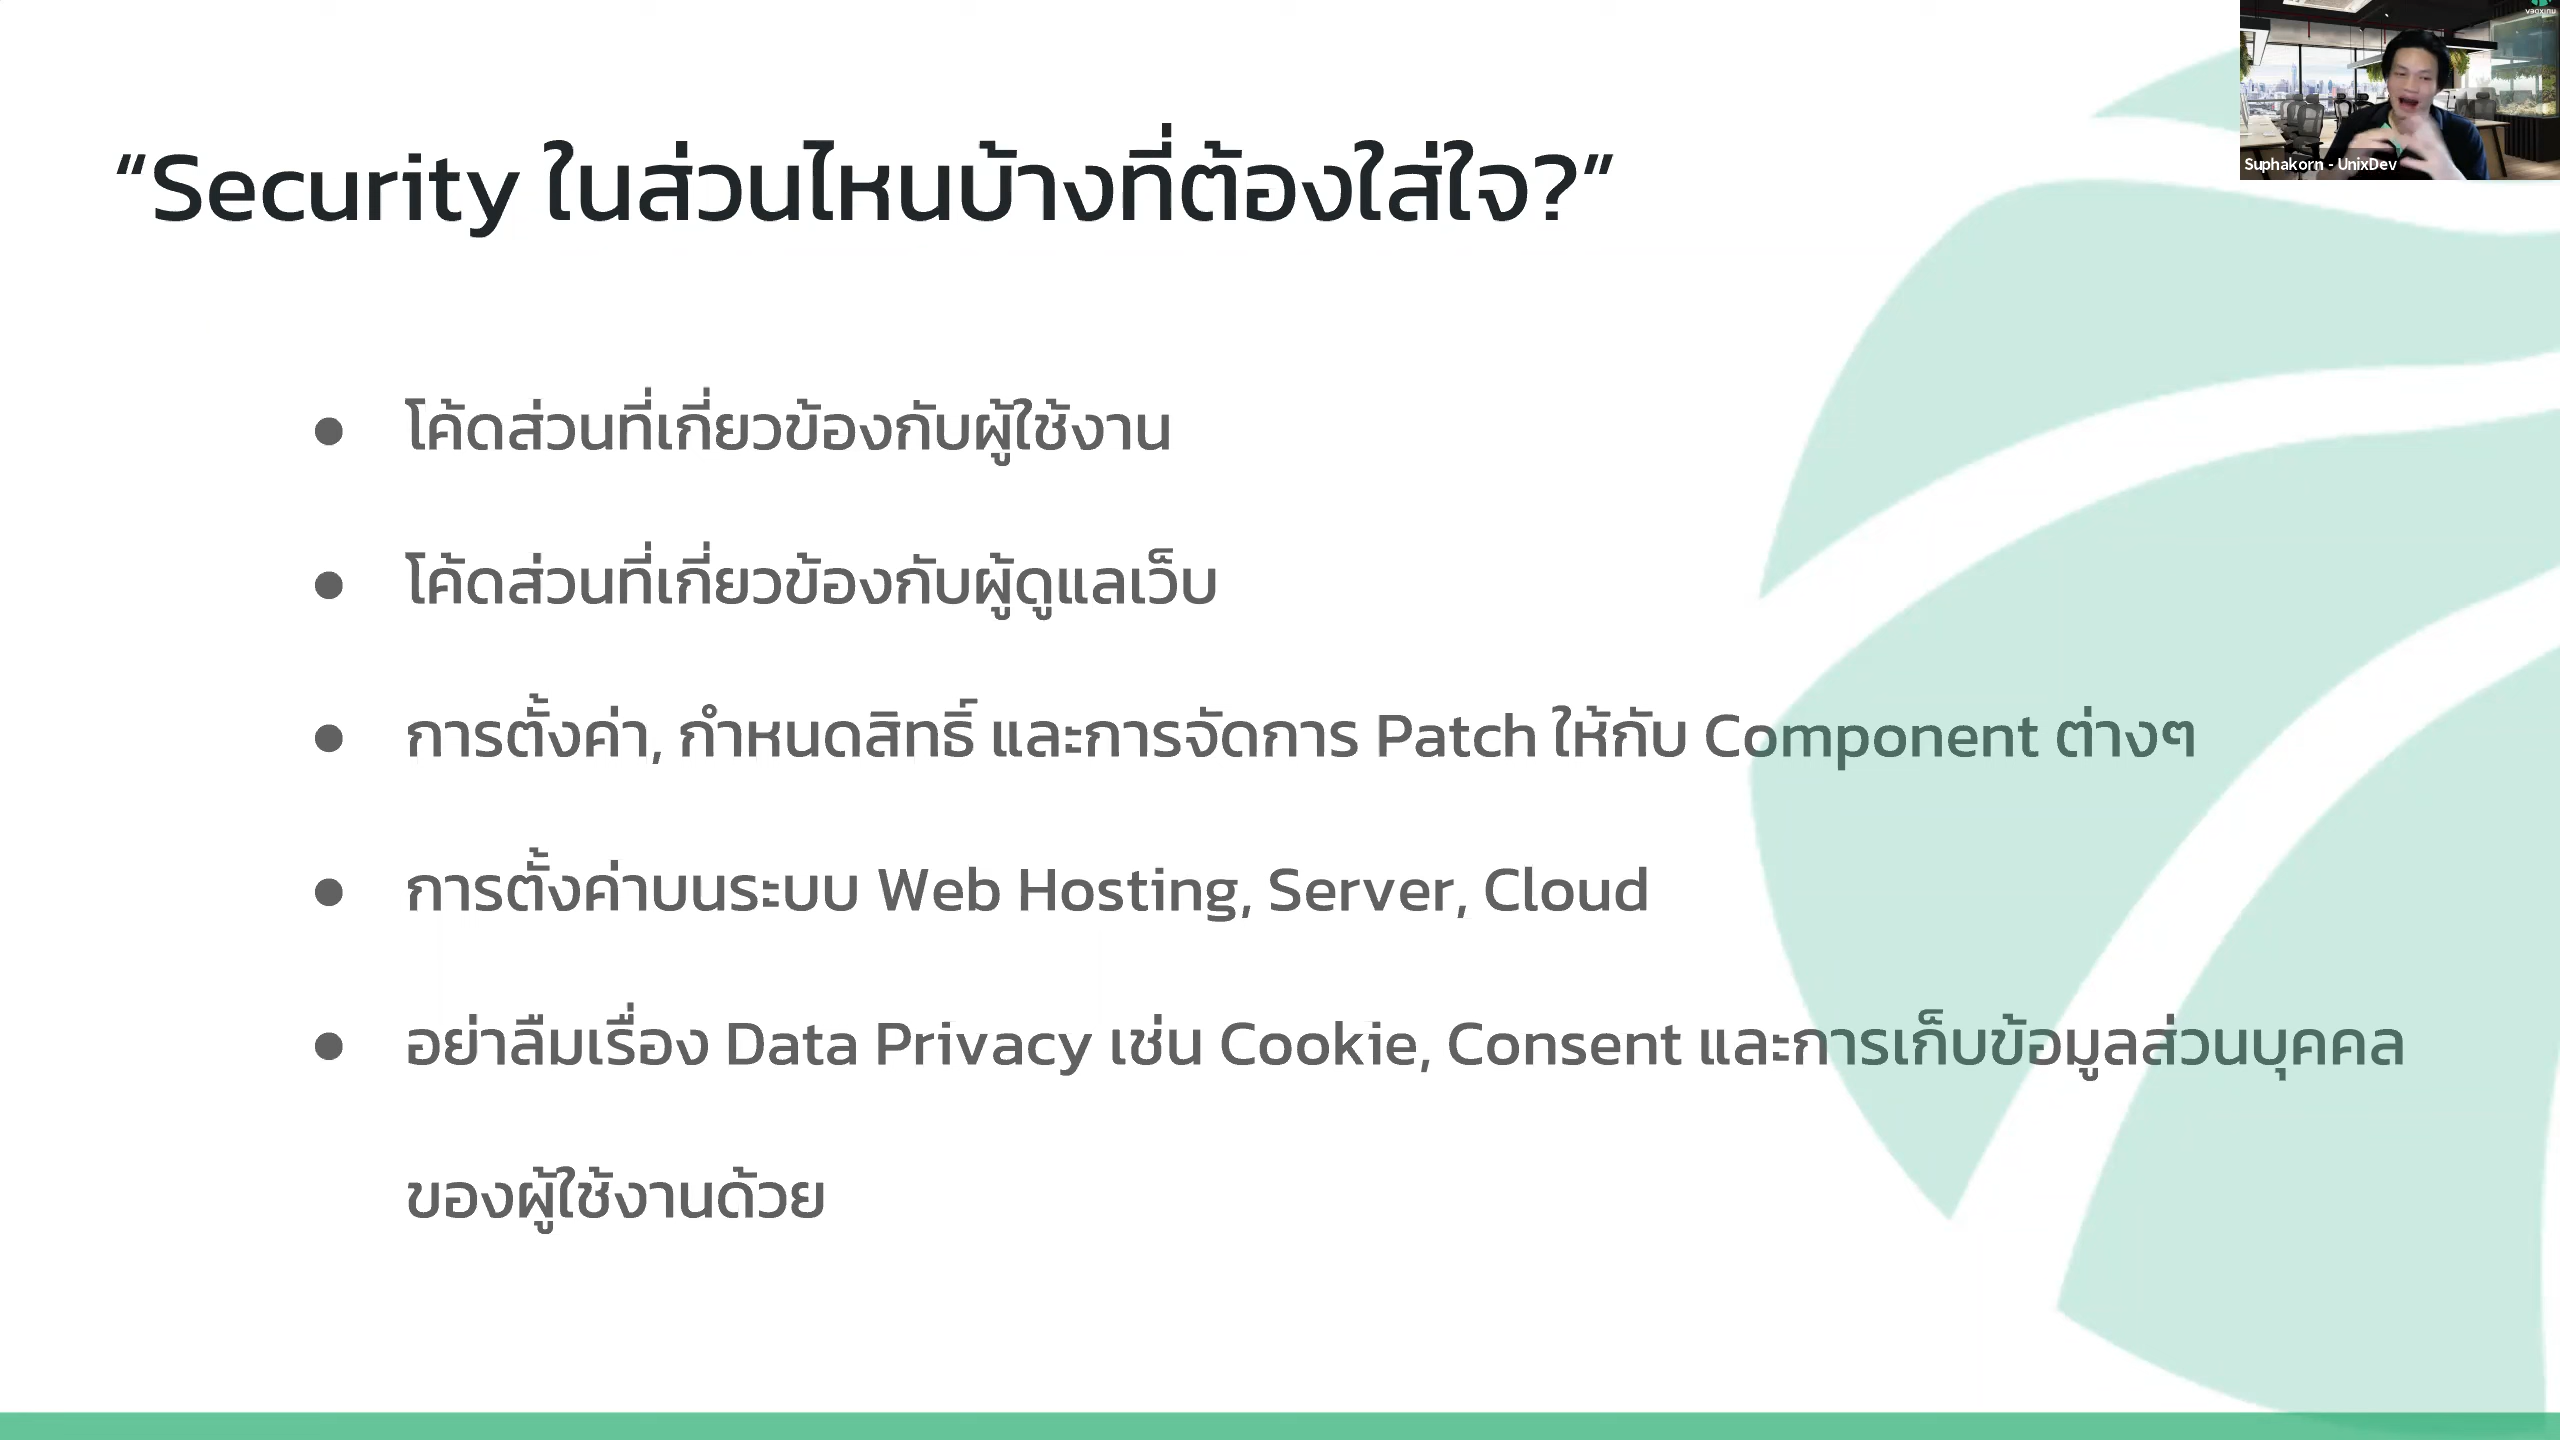 “Security ในส่วนไหนบ้างที่ต้องใส่ใจ?”
● โค้ดส่วนที่เกี่ยวข้องกับผู้ใช้งาน
● โค้ดส่วนที่เกี่ยวข้องกับผู้ดูแลเว็บ
● การตั้งค่า, กำหนดสิทธิ์ และการจัดการ Patch ให้กับ Component ต่างๆ
● การตั้งค่าบนระบบ Web Hosting, Server, Cloud
● อย่าลืมเรื่อง Data Privacy เช่น Cookie, Consent และการเก็บข้อมูลส่วนบุคคล
ของผู้ใช้งานด้วย
Suphakorn - UnixDev